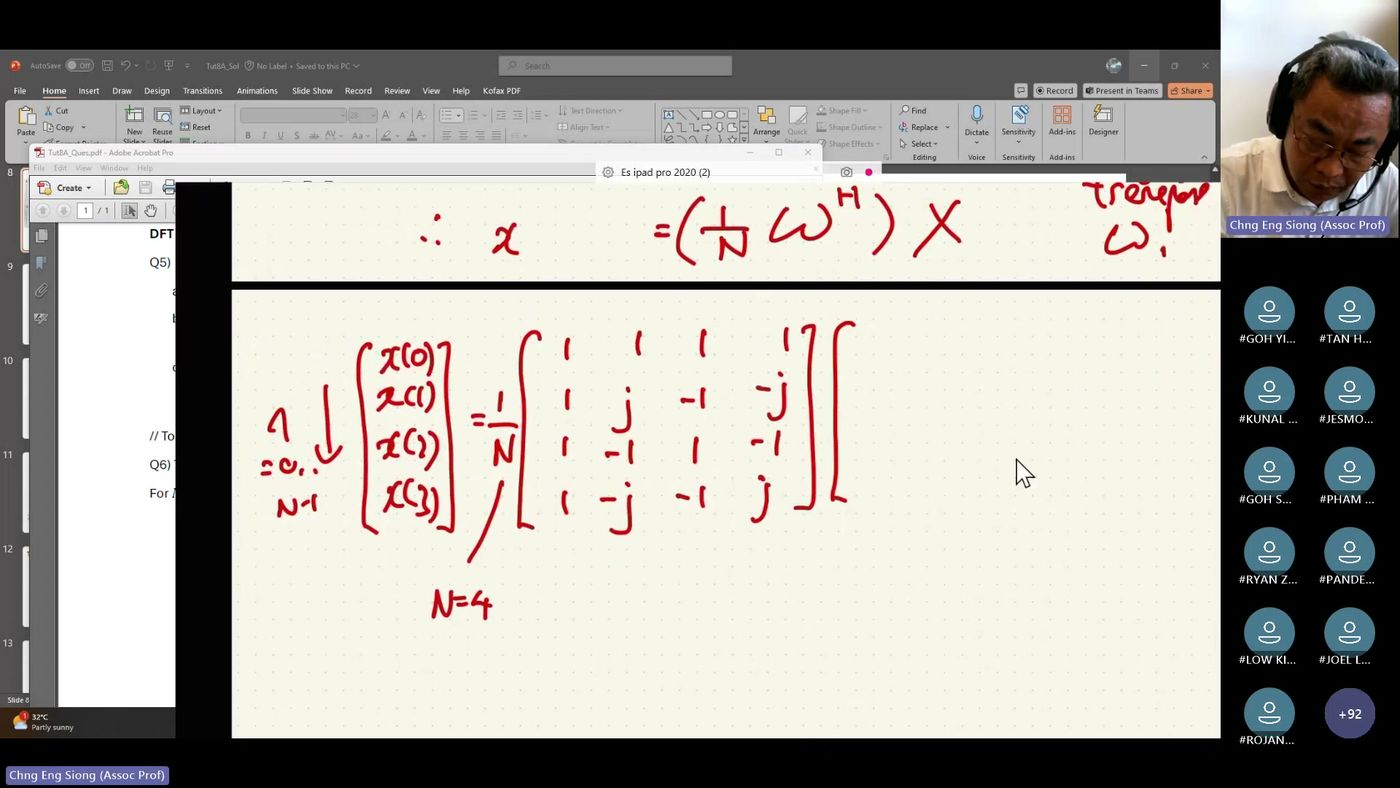 AutoSave Off Tut8A_Sol No Label • Saved to this PC Search
File Home Insert Draw Design Transitions Animations Slide Show Record Review View Help Kofax PDF Record Present in Teams Share
Cut Layout Text Direction Shape Fill Find
Paste Copy New Reuse Reset Align Text Arrange Quick Shape Outline Replace Dictate Sensitivity Add-ins Designer
Shape Effects Select
Editing Voice Sensitivity Add-ins
Tut8A_Ques.pdf - Adobe Acrobat Pro
File Edit View Window Help
Es ipad pro 2020 (2)
Create
1 / 1
8
9
10
11
12
13
DFT
Q5)
// To
Q6)
∴ x = (1/N W^H) X
W.
[x(0) x(1) x(2) x(3)] = 1/N [1 1 1 1
1 j -1 -j
1 -1 1 -1
1 -j -1 j] [
= 0..
N-1
N=4
Slide 8
32°C
Partly sunny
Chng Eng Siong (Assoc Prof)
#GOH YI... #TAN H...
#KUNAL ... #JESMO...
#GOH S... #PHAM ...
#RYAN Z... #PANDE...
#LOW KI... #JOEL L...
#ROJAN... +92
Chng Eng Siong (Assoc Prof)